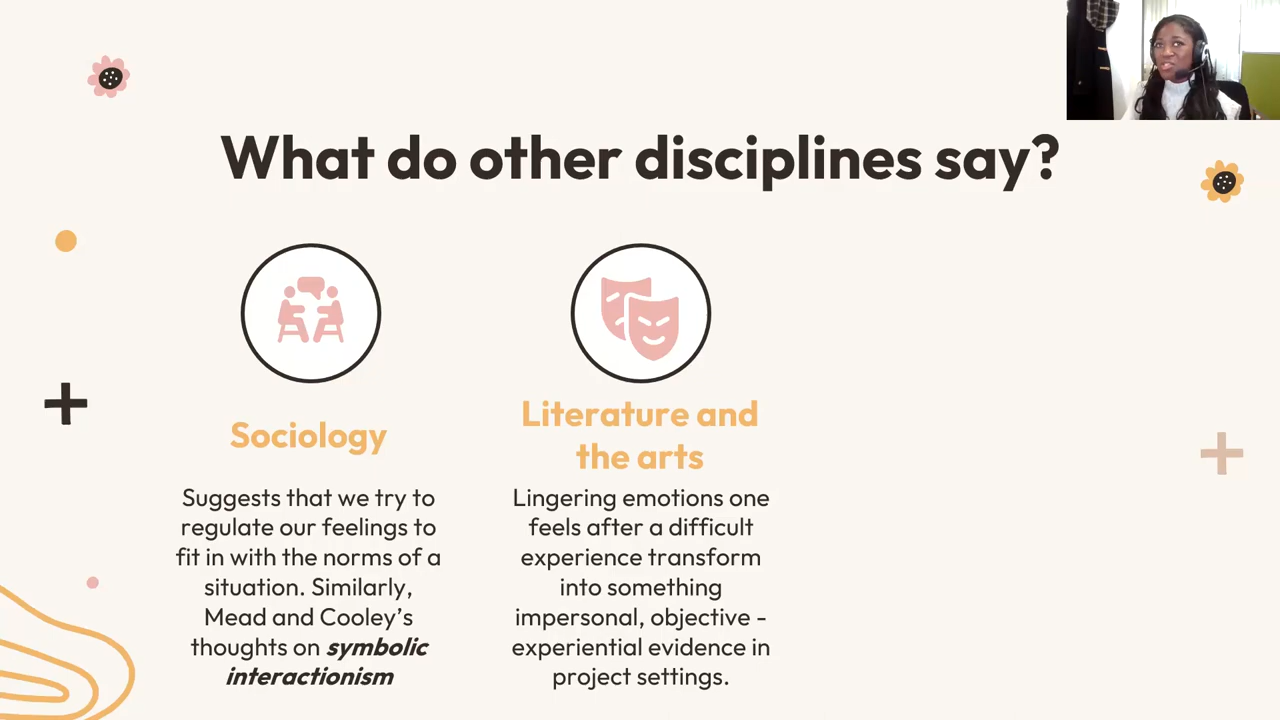 What do other disciplines say?
Sociology
Suggests that we try to
regulate our feelings to
fit in with the norms of a
situation. Similarly,
Mead and Cooley's
thoughts on symbolic
interactionism
Literature and
the arts
Lingering emotions one
feels after a difficult
experience transform
into something
impersonal, objective -
experiential evidence in
project settings.